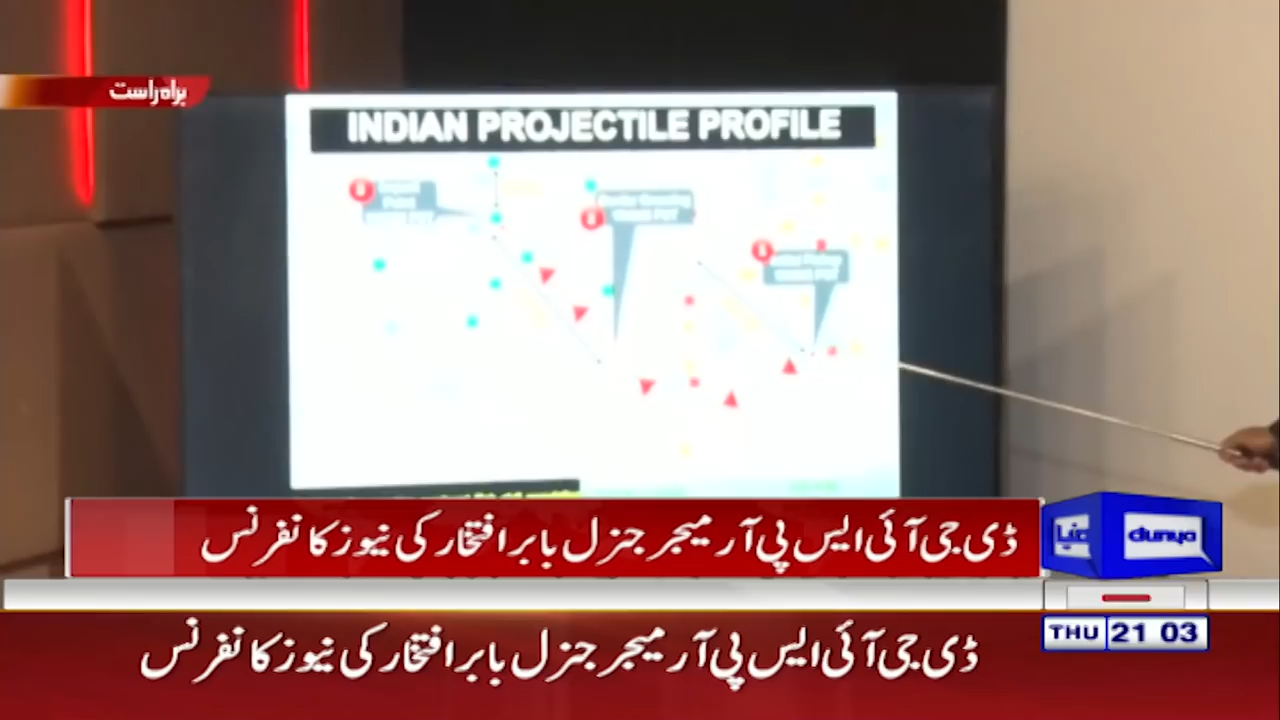 براہ راست
INDIAN PROJECTILE PROFILE
ڈی جی آئی ایس پی آر میجر جنرل بابر افتخار کی نیوز کانفرنس
دنیا dunya
THU 21 03
ڈی جی آئی ایس پی آر میجر جنرل بابر افتخار کی نیوز کانفرنس